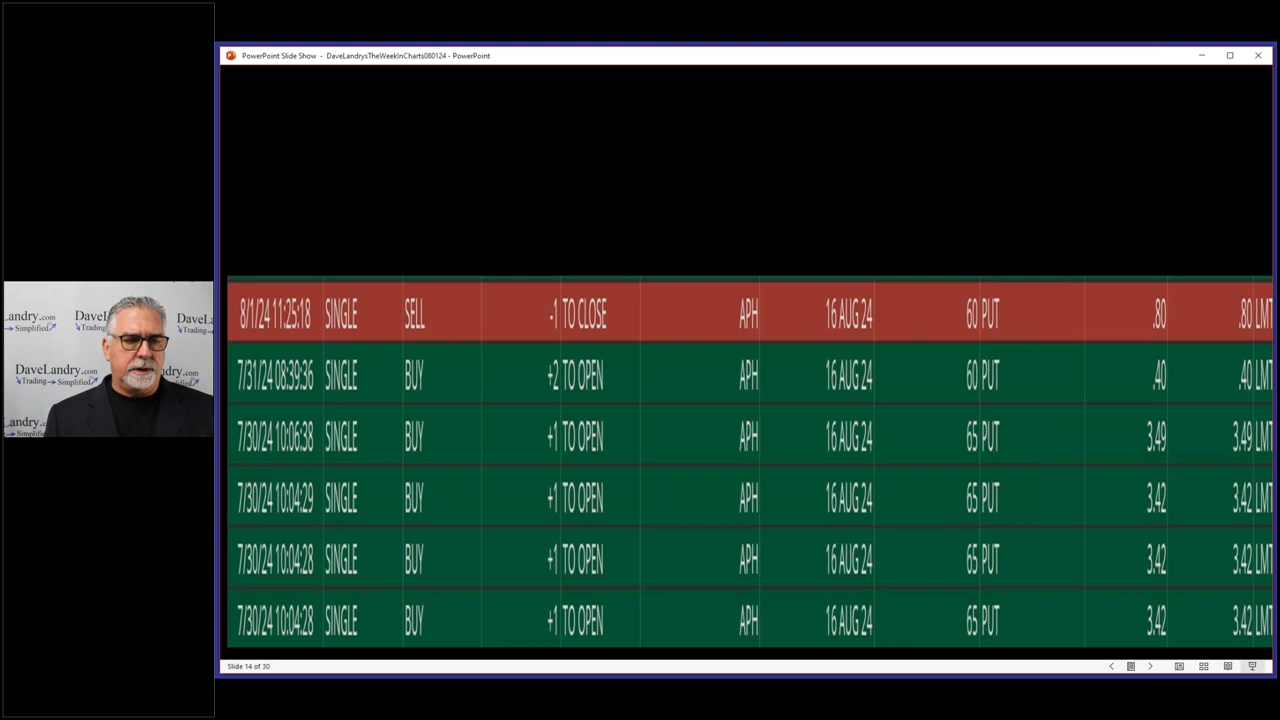 PowerPoint Slide Show - DaveLandrysTheWeekInCharts080124 - PowerPoint
8/1/24 11:25:18 SINGLE SELL -1 TO CLOSE APH 16 AUG 24 60 PUT .80 .80 LMT
7/31/24 08:39:36 SINGLE BUY +2 TO OPEN APH 16 AUG 24 60 PUT .40 .40 LMT
7/30/24 10:06:38 SINGLE BUY +1 TO OPEN APH 16 AUG 24 65 PUT 3.49 3.49 LMT
7/30/24 10:04:29 SINGLE BUY +1 TO OPEN APH 16 AUG 24 65 PUT 3.42 3.42 LMT
7/30/24 10:04:28 SINGLE BUY +1 TO OPEN APH 16 AUG 24 65 PUT 3.42 3.42 LMT
7/30/24 10:04:28 SINGLE BUY +1 TO OPEN APH 16 AUG 24 65 PUT 3.42 3.42 LMT
Slide 14 of 30
Landry.com
Simplified
DaveL
Trading
DaveLandry.com
Trading Simplified